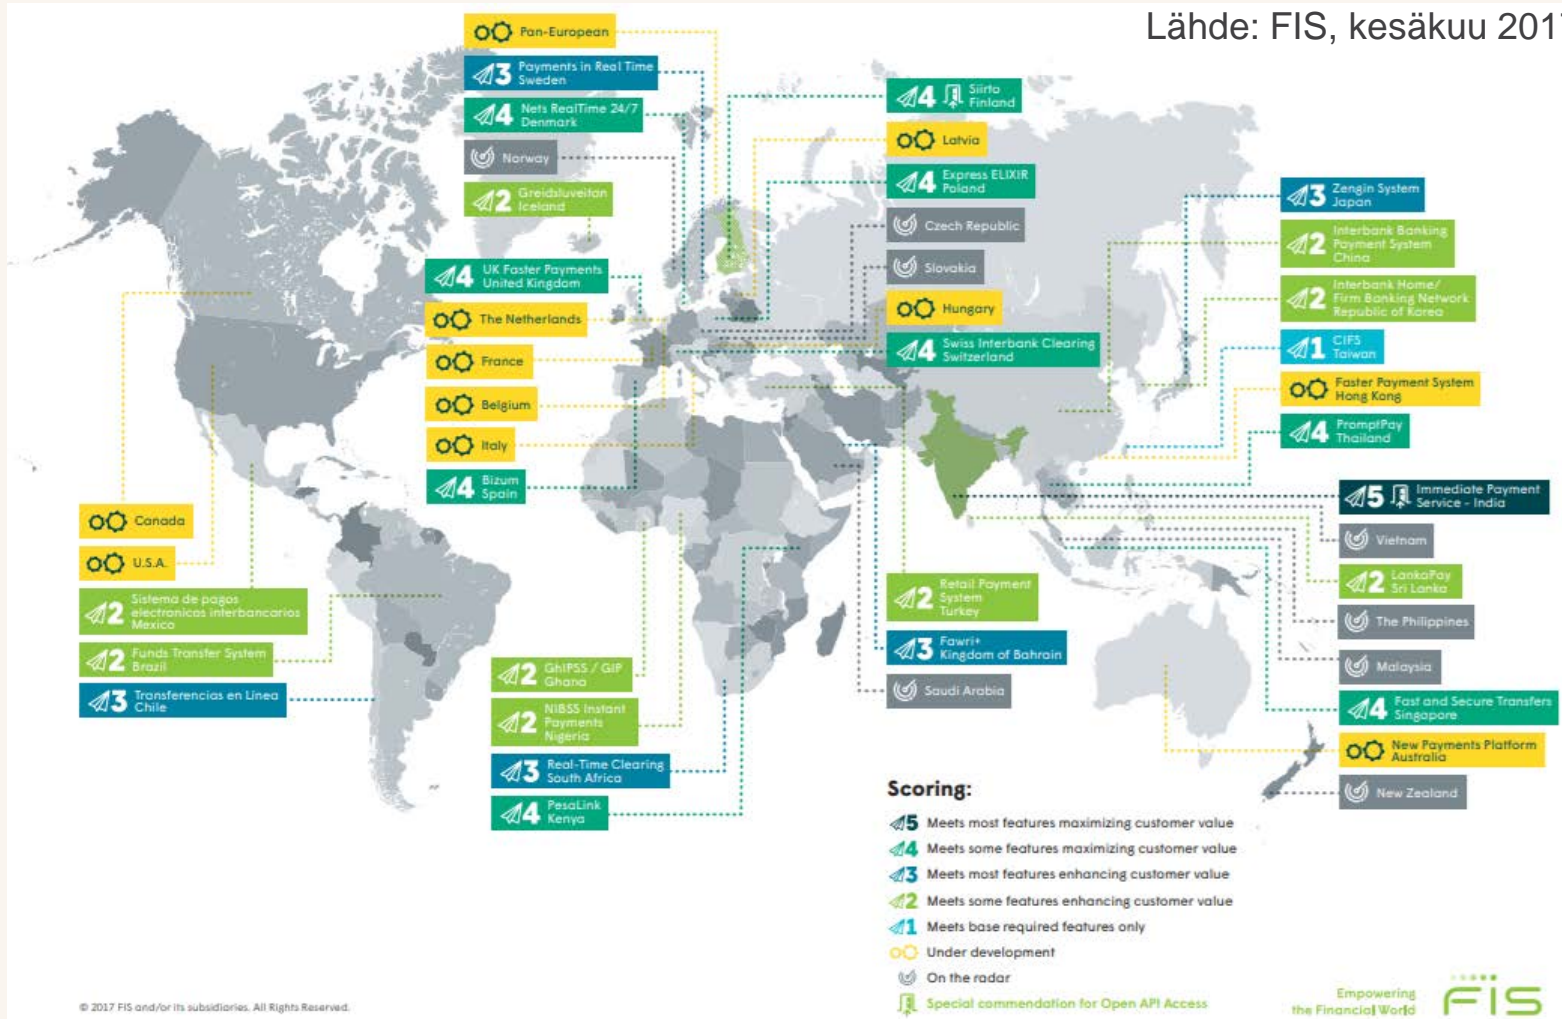 Lähde: FIS, kesäkuu 2017
Pan-European
3 Payments in Real Time
Sweden
4 Nets RealTime 24/7
Denmark
Norway
2 Greidsluveitan
Iceland
4 UK Faster Payments
United Kingdom
The Netherlands
France
Belgium
Italy
4 Bizum
Spain
Canada
U.S.A.
2 Sistema de pagos
electronicos interbancarios
Mexico
2 Funds Transfer System
Brazil
3 Transferencias en Línea
Chile
2 GhIPSS / GIP
Ghana
2 NIBSS Instant
Payments
Nigeria
3 Real-Time Clearing
South Africa
4 PesaLink
Kenya
4 Siirto
Finland
Latvia
4 Express ELIXIR
Poland
Czech Republic
Slovakia
Hungary
4 Swiss Interbank Clearing
Switzerland
2 Retail Payment
System
Turkey
3 Fawri+
Kingdom of Bahrain
Saudi Arabia
3 Zengin System
Japan
2 Interbank Banking
Payment System
China
2 Interbank Home/
Firm Banking Network
Republic of Korea
1 CIFS
Taiwan
Faster Payment System
Hong Kong
4 PromptPay
Thailand
5 Immediate Payment
Service - India
Vietnam
2 LankaPay
Sri Lanka
The Philippines
Malaysia
4 Fast and Secure Transfers
Singapore
New Payments Platform
Australia
New Zealand
Scoring:
5 Meets most features maximizing customer value
4 Meets some features maximizing customer value
3 Meets most features enhancing customer value
2 Meets some features enhancing customer value
1 Meets base required features only
Under development
On the radar
Special commendation for Open API Access
© 2017 FIS and/or its subsidiaries. All Rights Reserved.
Empowering
the Financial World
FIS